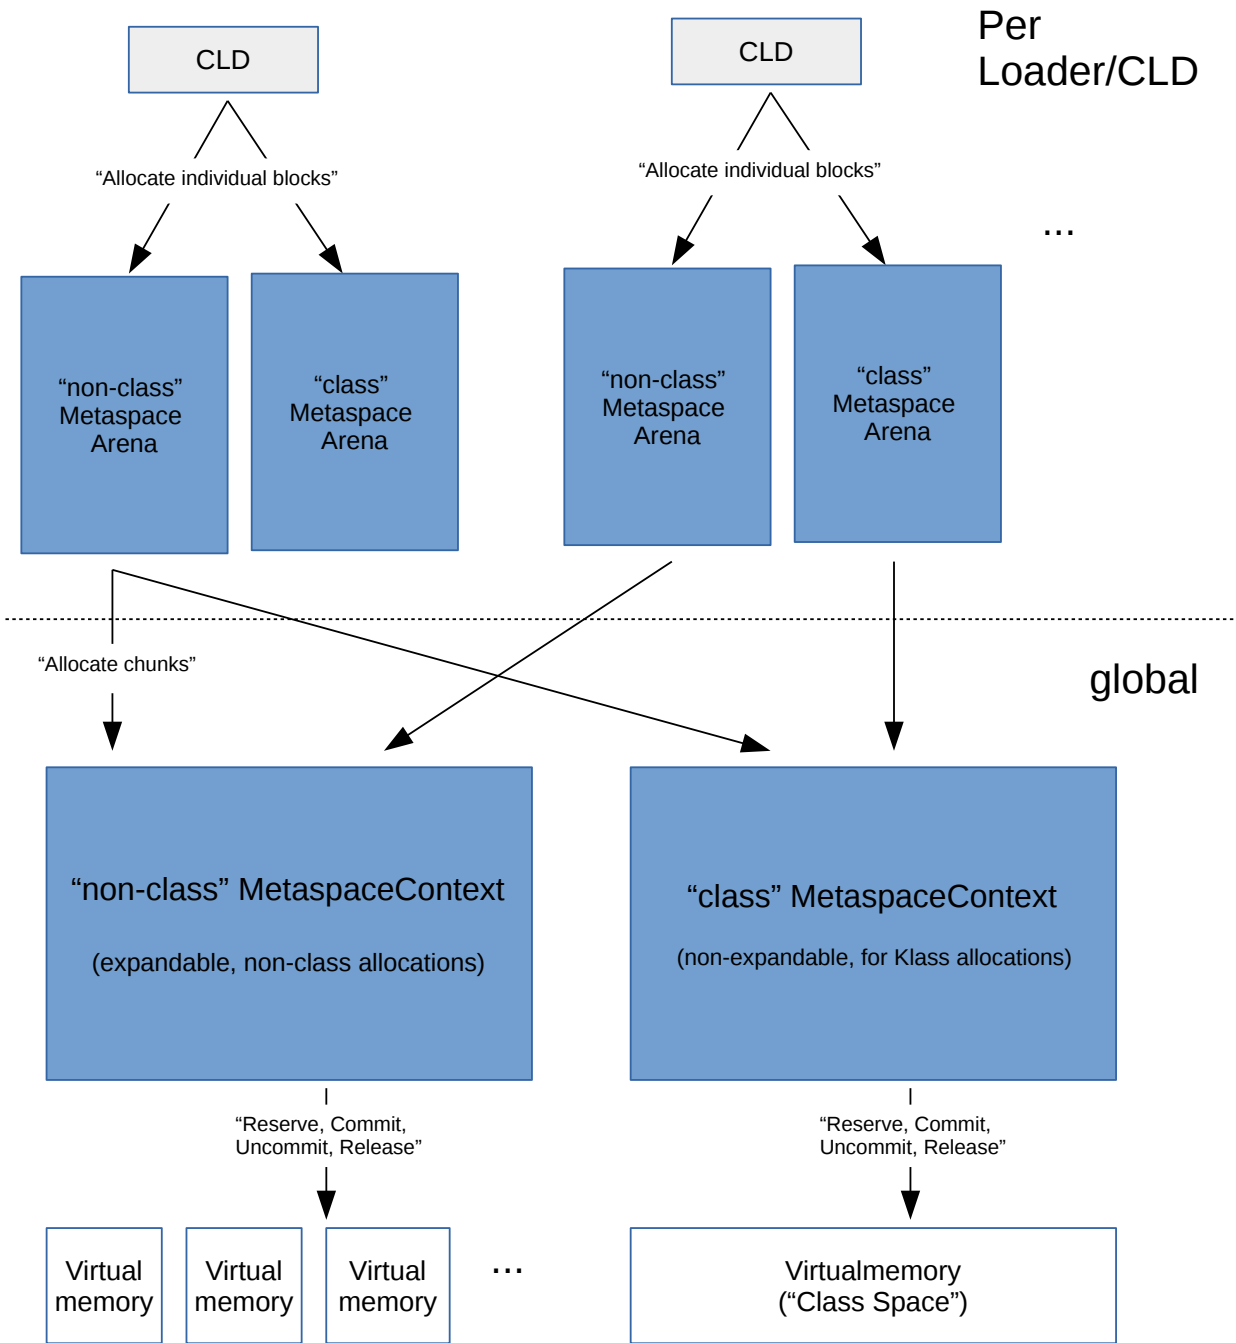 Per
Loader/CLD
CLD
CLD
“Allocate individual blocks”
“Allocate individual blocks”
...
“non-class”
Metaspace
Arena
“class”
Metaspace
Arena
“non-class”
Metaspace
Arena
“class”
Metaspace
Arena
“Allocate chunks”
global
“non-class” MetaspaceContext
(expandable, non-class allocations)
“class” MetaspaceContext
(non-expandable, for Klass allocations)
“Reserve, Commit,
Uncommit, Release”
“Reserve, Commit,
Uncommit, Release”
Virtual
memory
Virtual
memory
Virtual
memory
...
Virtualmemory
(“Class Space”)